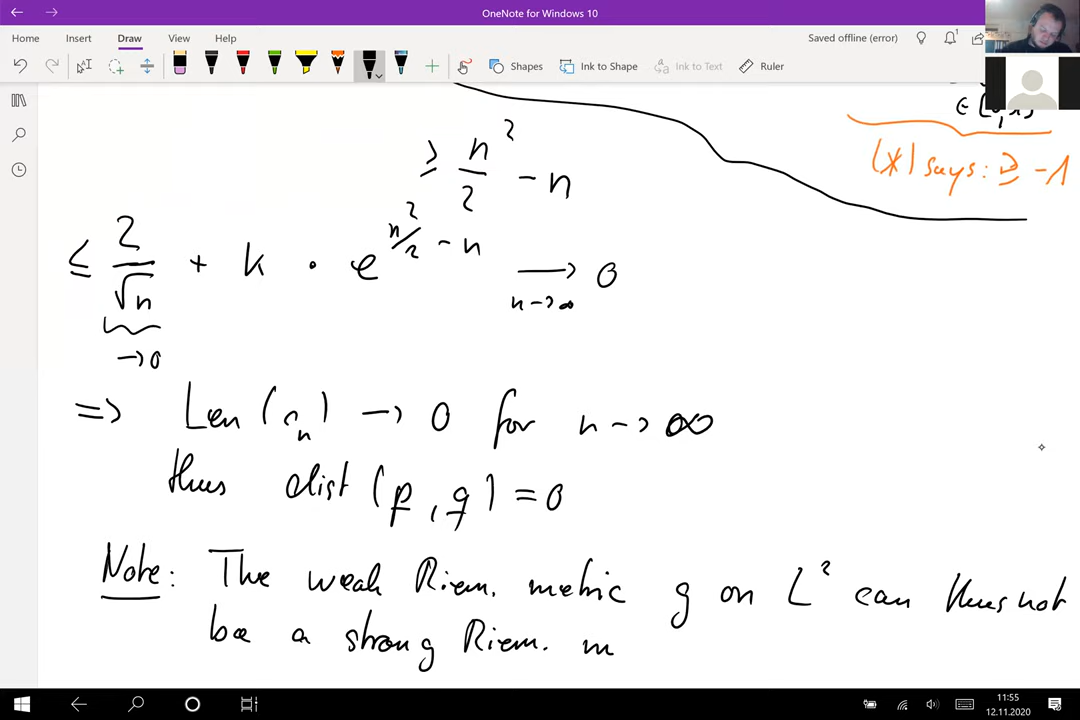 OneNote for Windows 10
Home Insert Draw View Help
Saved offline (error)
Shapes Ink to Shape Ink to Text Ruler
(*) says: ≥ -1
≥ n²/2 - n
≤ 2/√n + k · e^{n²/2 - n} → 0
n → ∞
→ 0
=> Len (c_n) → 0 for n → ∞
thus dist (p, q) = 0
Note: The weak Riem. metric g on L² can thus not
be a strong Riem. m
11:55
12.11.2020